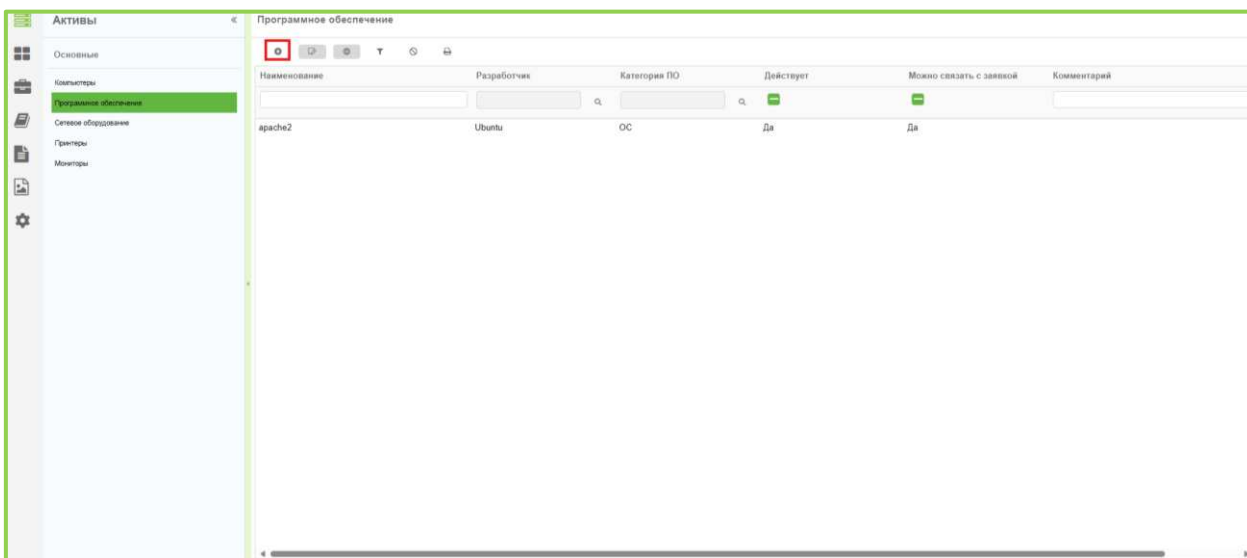 Активы « Программное обеспечение
Основные
Наименование Разработчик Категория ПО Действует Можно связать с заявкой Комментарий
Компьютеры
Программное обеспечение
Сетевое оборудование
apache2 Ubuntu ОС Да Да
Принтеры
Мониторы